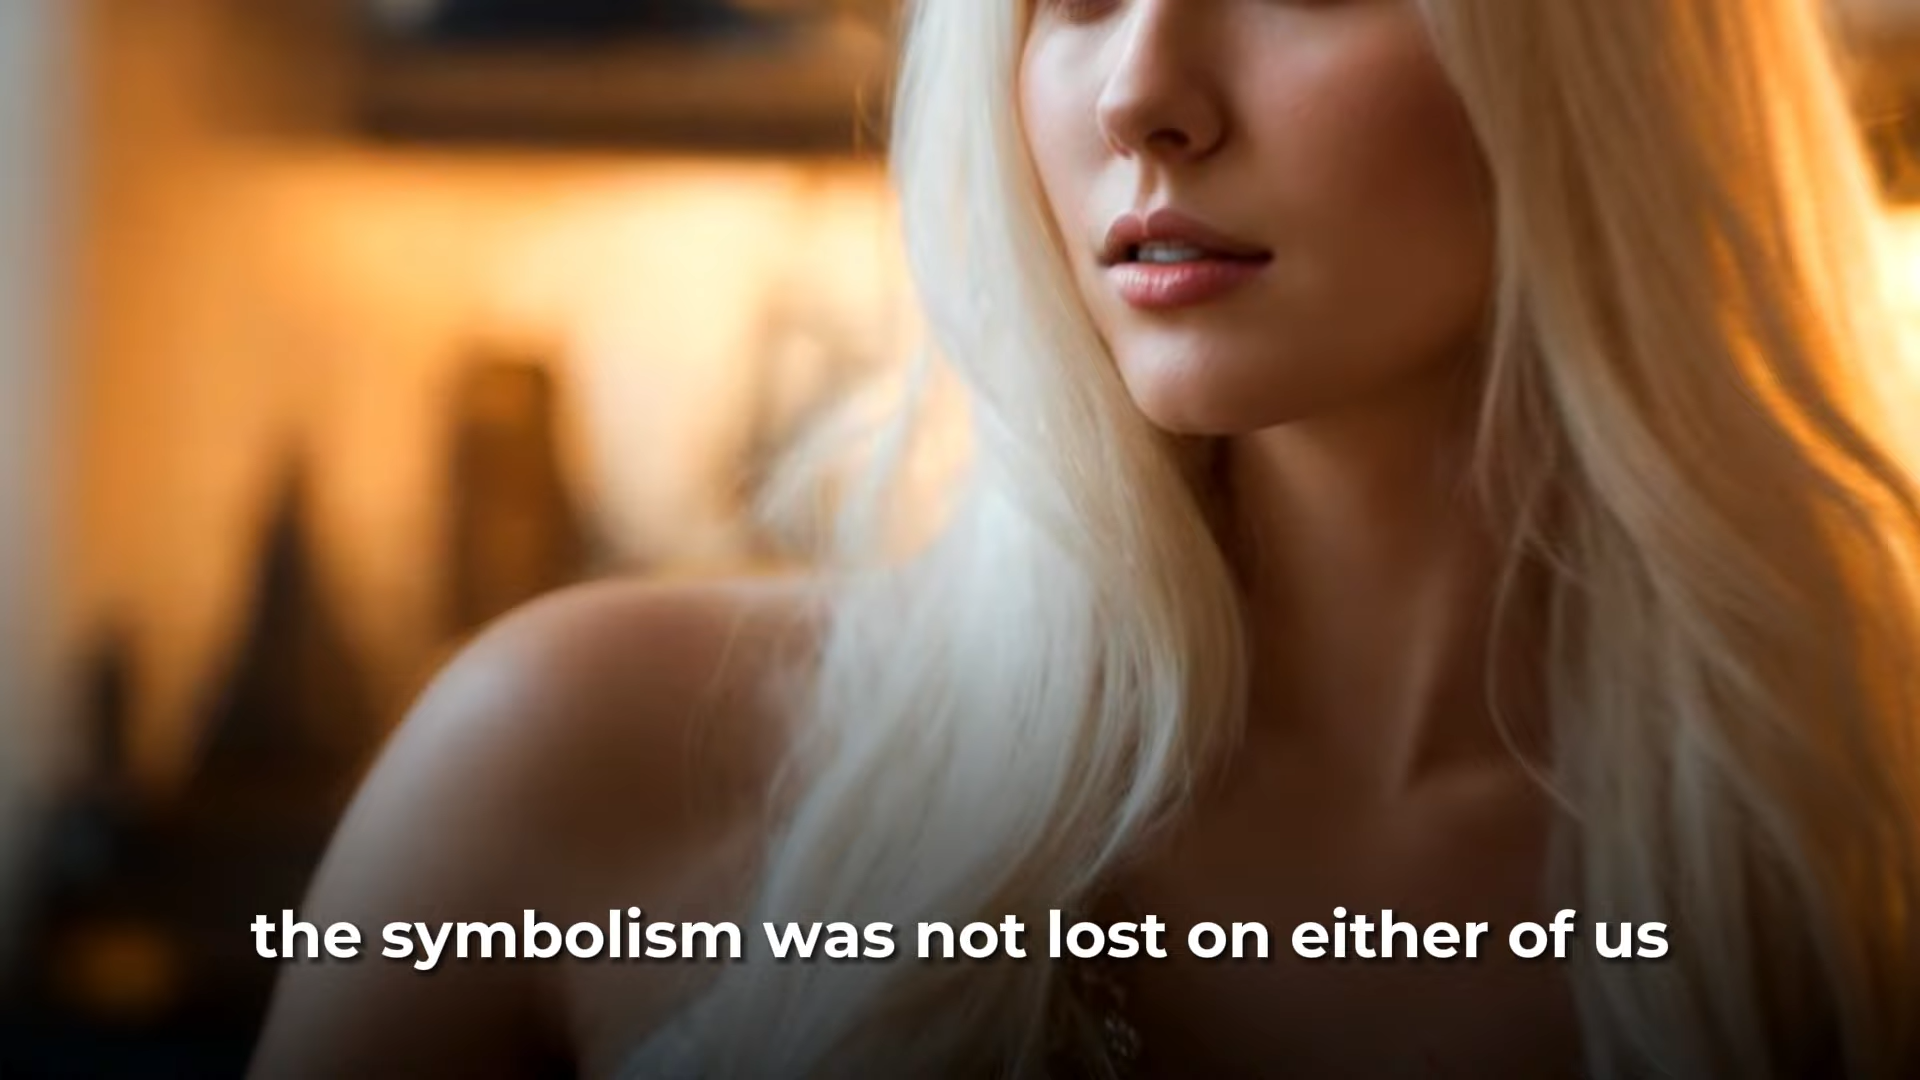 the symbolism was not lost on either of us